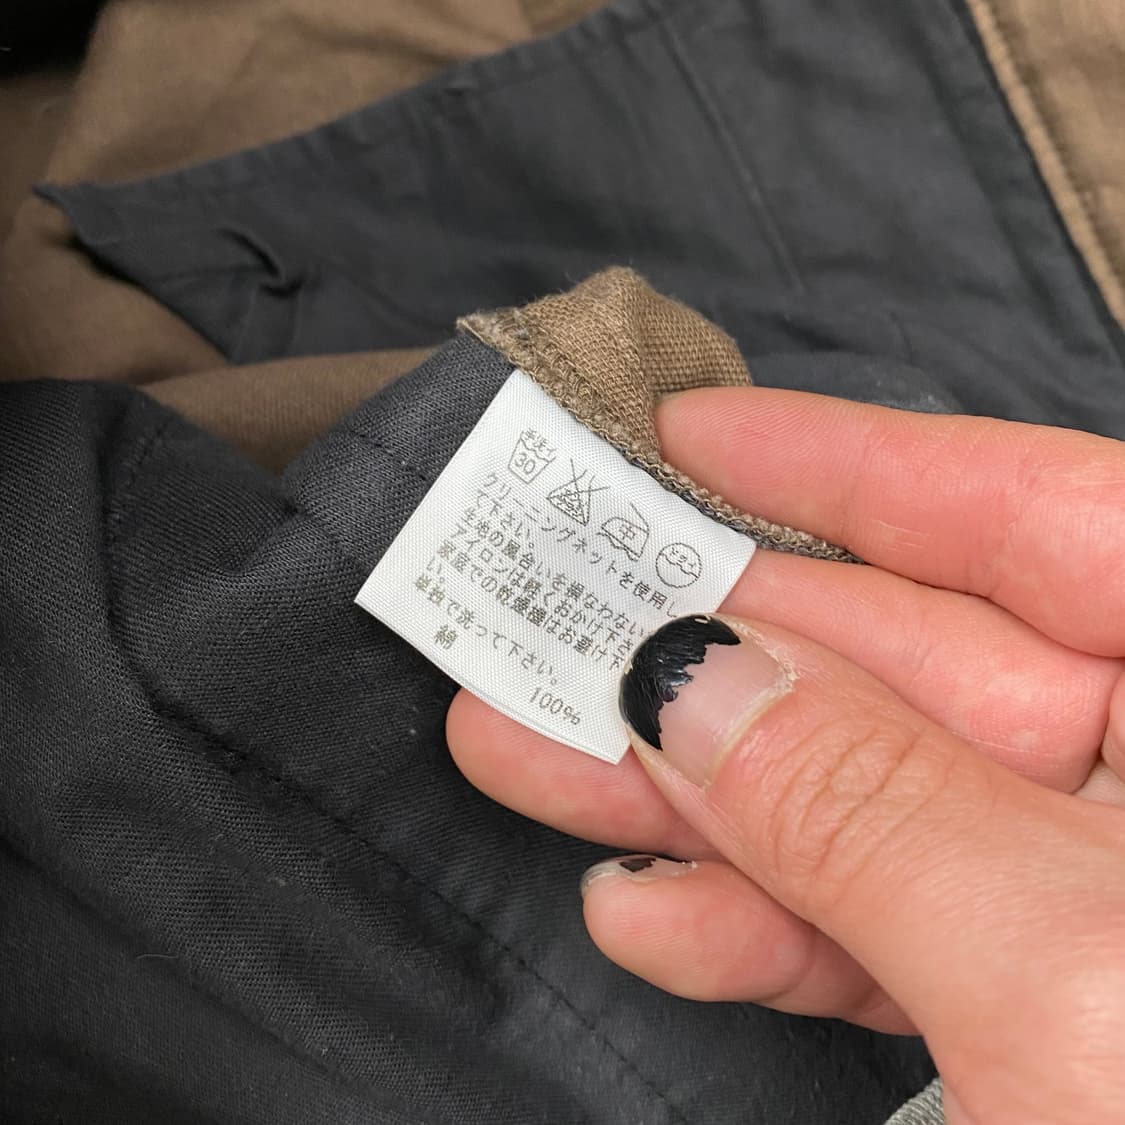 手洗イ
30
中
クリーニングネットを使用し
て下さい。
生地の風合いを損なわない
アイロンは軽くおかけ下さ
家庭での乾燥機はお避け下
い。
単独で洗って下さい。
綿
100%